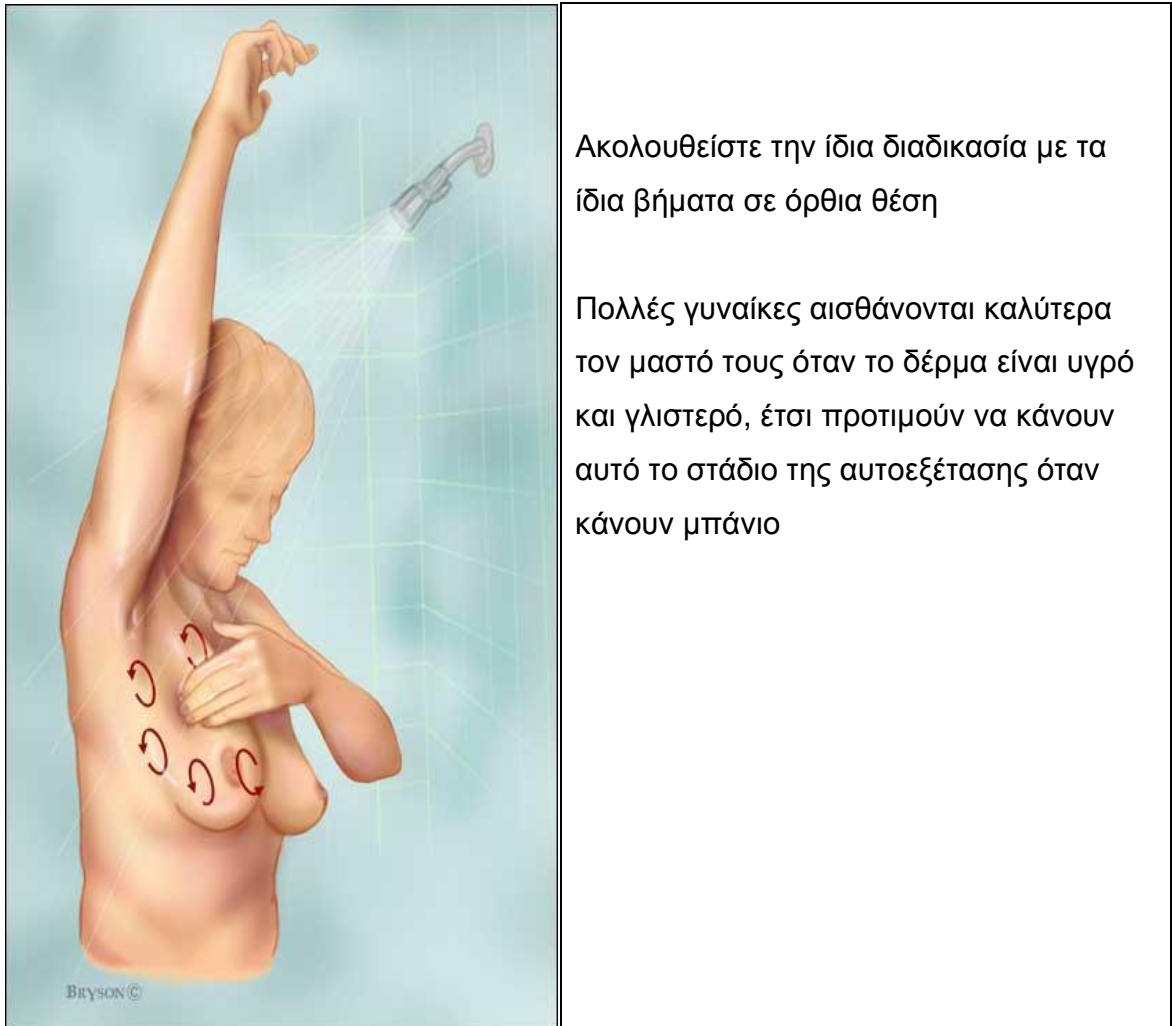 Ακολουθείστε την ίδια διαδικασία με τα
ίδια βήματα σε όρθια θέση
Πολλές γυναίκες αισθάνονται καλύτερα
τον μαστό τους όταν το δέρμα είναι υγρό
και γλιστερό, έτσι προτιμούν να κάνουν
αυτό το στάδιο της αυτοεξέτασης όταν
κάνουν μπάνιο
BRYSON©